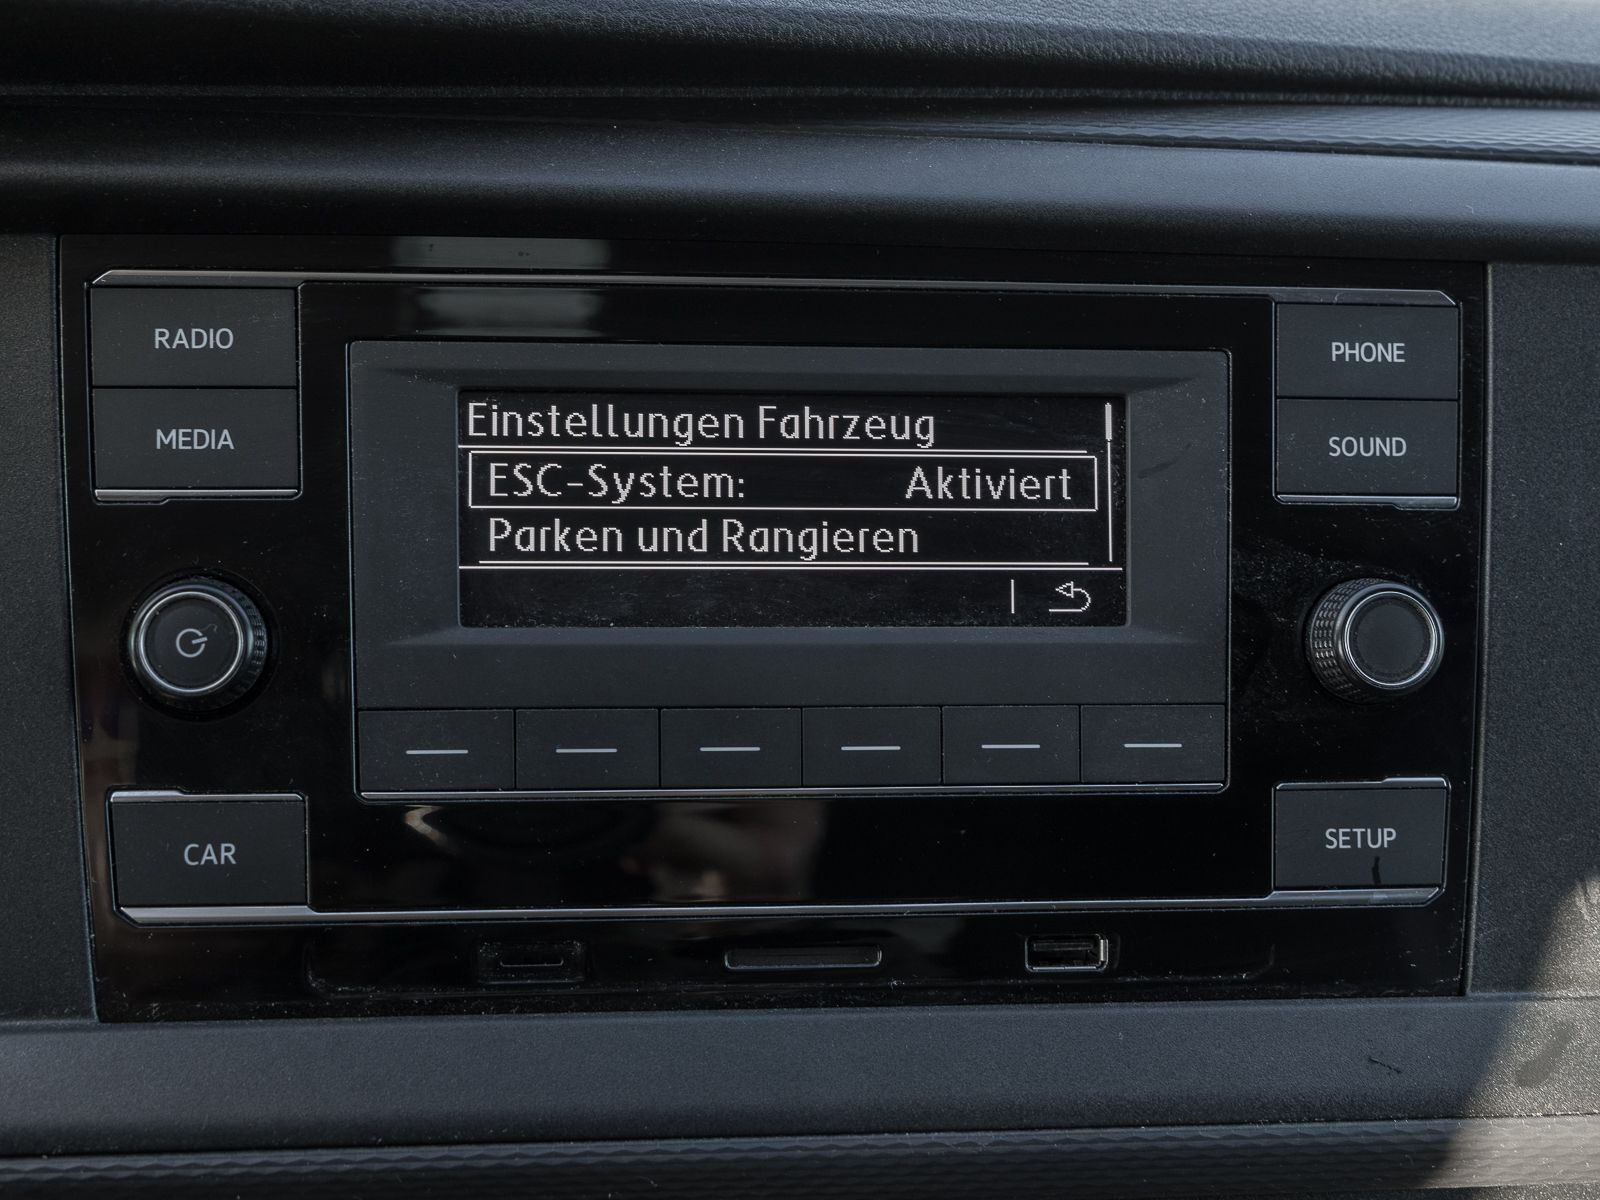 RADIO
MEDIA
PHONE
SOUND
Einstellungen Fahrzeug
ESC-System: Aktiviert
Parken und Rangieren
CAR
SETUP